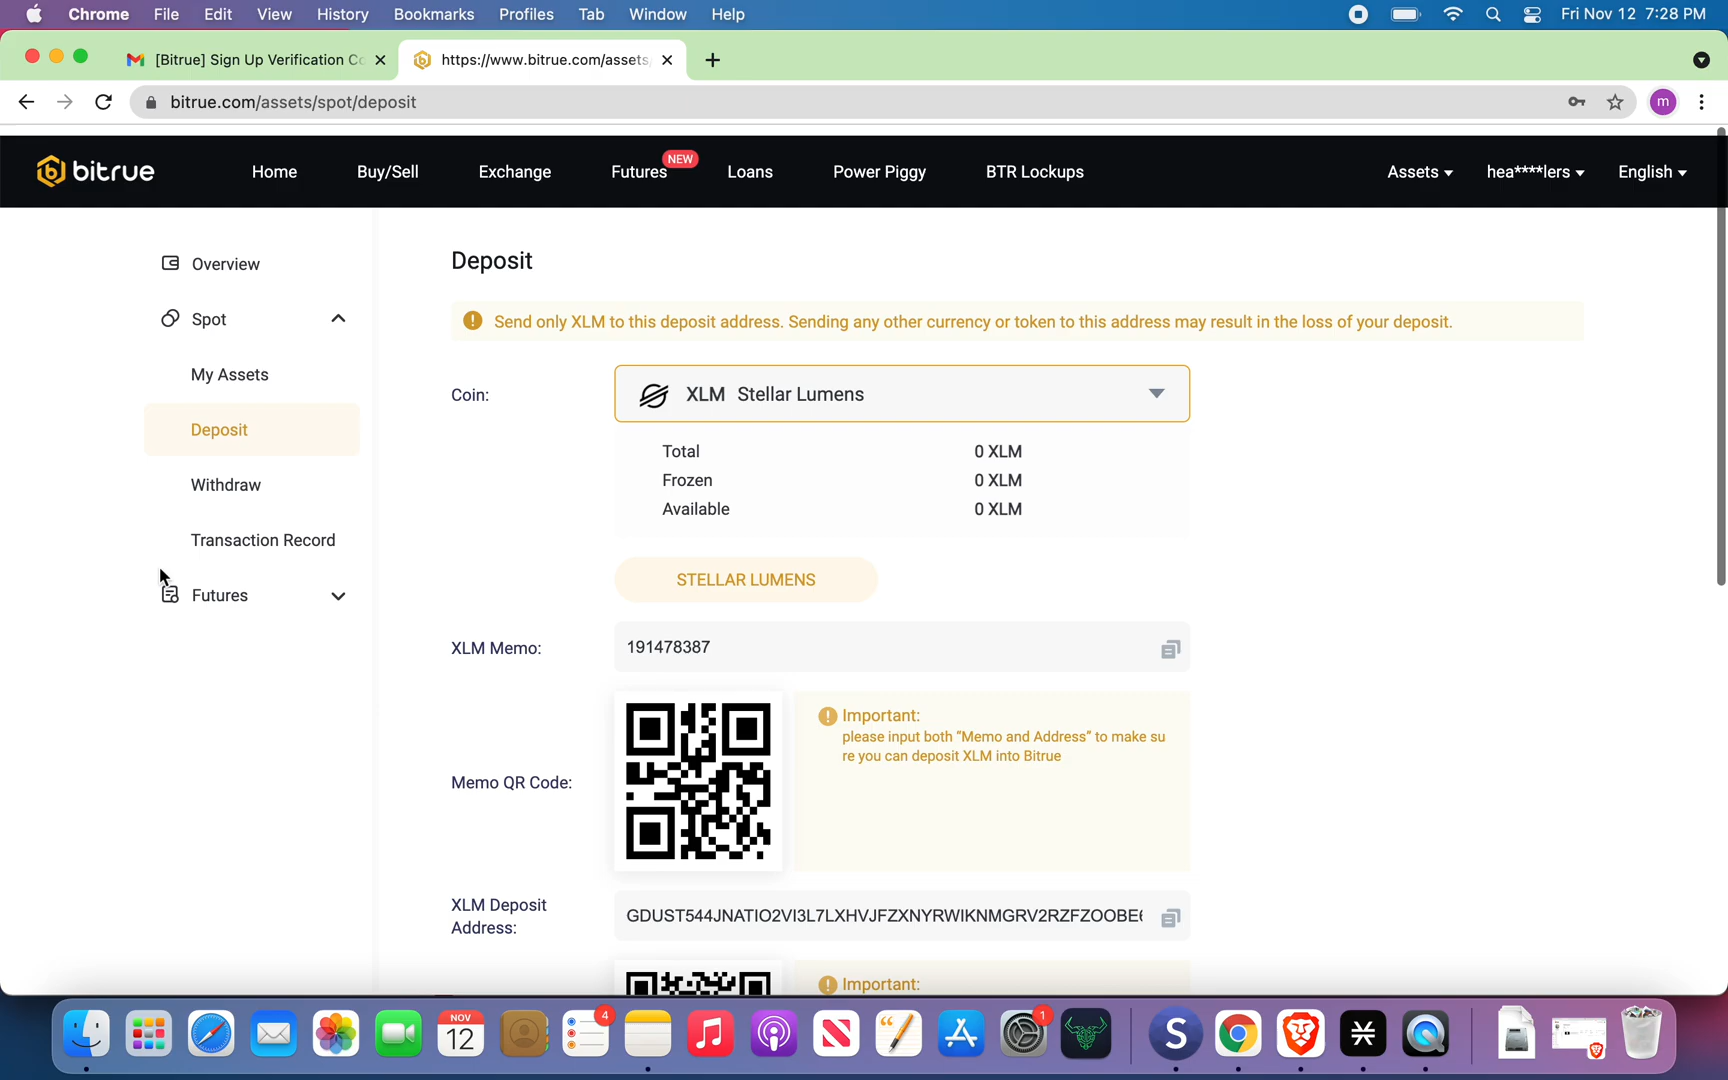 Chrome File Edit View History Bookmarks Profiles Tab Window Help Fri Nov 12 7:28 PM
[Bitrue] Sign Up Verification Co https://www.bitrue.com/assets
bitrue.com/assets/spot/deposit m
bitrue Home Buy/Sell Exchange Futures NEW Loans Power Piggy BTR Lockups Assets hea****lers English
Overview
Spot
My Assets
Deposit
Withdraw
Transaction Record
Futures
Deposit
Send only XLM to this deposit address. Sending any other currency or token to this address may result in the loss of your deposit.
Coin: XLM Stellar Lumens
Total 0 XLM
Frozen 0 XLM
Available 0 XLM
STELLAR LUMENS
XLM Memo: 191478387
Memo QR Code:
Important:
please input both "Memo and Address" to make su
re you can deposit XLM into Bitrue
XLM Deposit
Address:
Important:
NOV
12
4
1